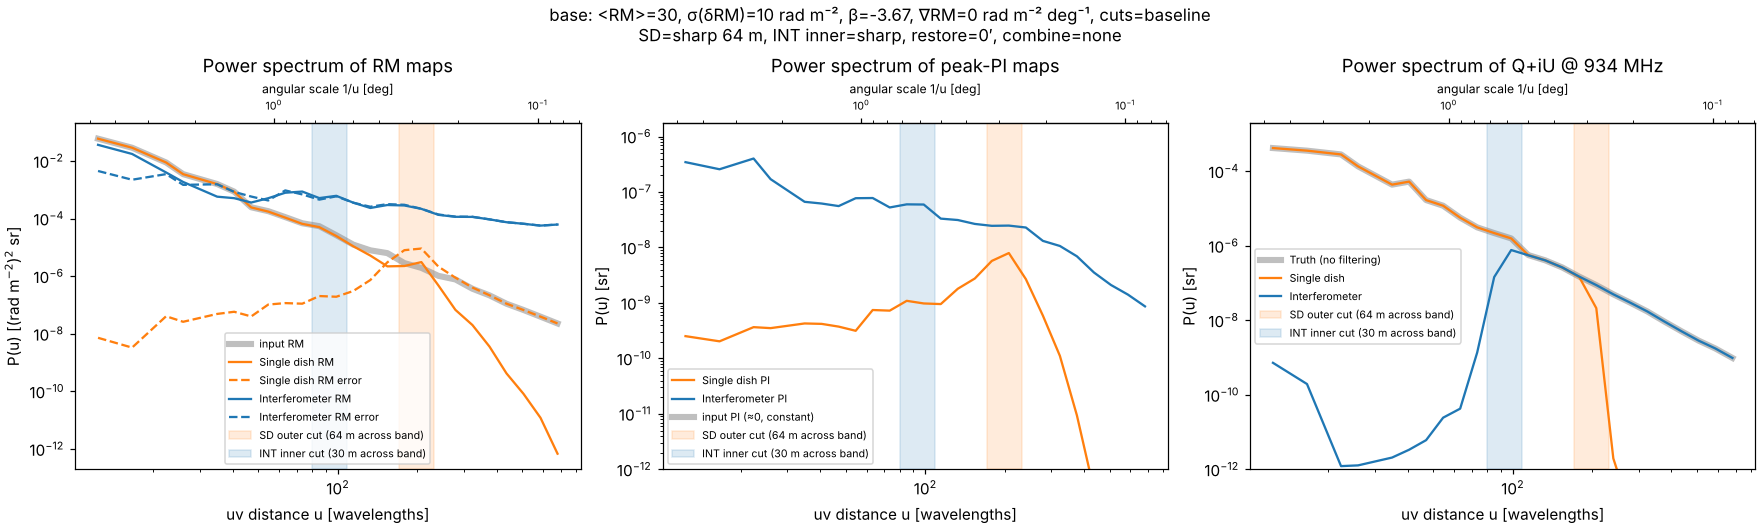 base: <RM>=30, σ(δRM)=10 rad m⁻², β=-3.67, ∇RM=0 rad m⁻² deg⁻¹, cuts=baseline
SD=sharp 64 m, INT inner=sharp, restore=0′, combine=none
Power spectrum of RM maps
angular scale 1/u [deg]
10⁰
10⁻¹
P(u) [(rad m⁻²)² sr]
10⁻²
10⁻⁴
10⁻⁶
10⁻⁸
10⁻¹⁰
10⁻¹²
input RM
Single dish RM
Single dish RM error
Interferometer RM
Interferometer RM error
SD outer cut (64 m across band)
INT inner cut (30 m across band)
10²
uv distance u [wavelengths]
Power spectrum of peak-PI maps
angular scale 1/u [deg]
10⁰
10⁻¹
P(u) [sr]
10⁻⁶
10⁻⁷
10⁻⁸
10⁻⁹
10⁻¹⁰
10⁻¹¹
10⁻¹²
Single dish PI
Interferometer PI
input PI (≈0, constant)
SD outer cut (64 m across band)
INT inner cut (30 m across band)
10²
uv distance u [wavelengths]
Power spectrum of Q+iU @ 934 MHz
angular scale 1/u [deg]
10⁰
10⁻¹
P(u) [sr]
10⁻⁴
10⁻⁶
10⁻⁸
10⁻¹⁰
10⁻¹²
Truth (no filtering)
Single dish
Interferometer
SD outer cut (64 m across band)
INT inner cut (30 m across band)
10²
uv distance u [wavelengths]